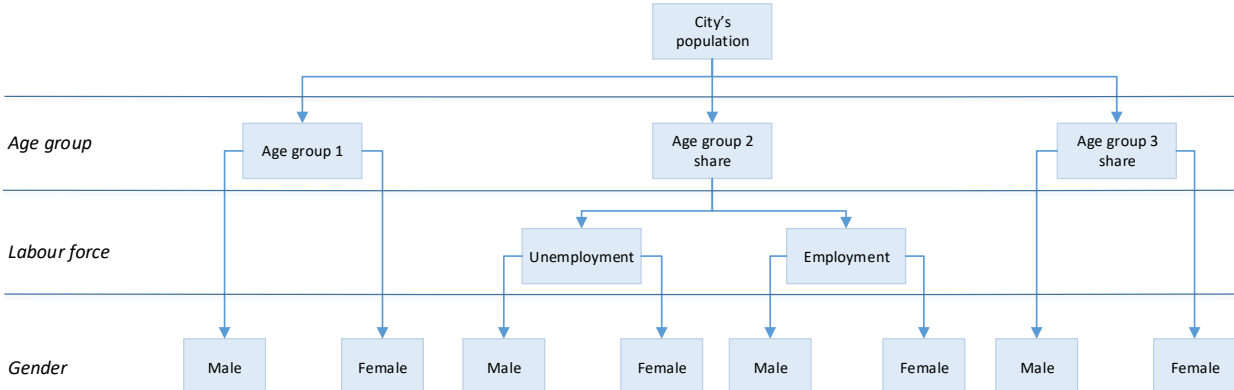 City’s
population
Age group
Age group 1
Age group 2
share
Age group 3
share
Labour force
Unemployment
Employment
Gender
Male
Female
Male
Female
Male
Female
Male
Female